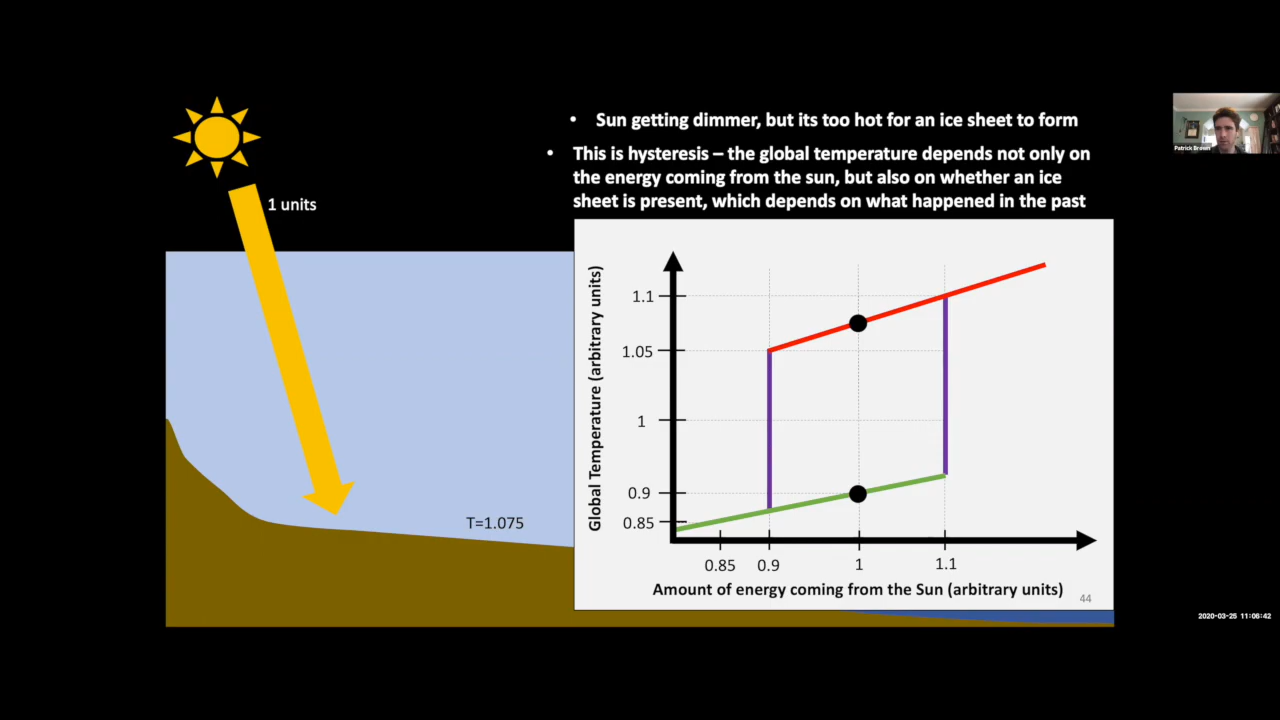 Sun getting dimmer, but its too hot for an ice sheet to form
This is hysteresis – the global temperature depends not only on
the energy coming from the sun, but also on whether an ice
sheet is present, which depends on what happened in the past
1 units
T=1.075
Global Temperature (arbitrary units)
1.1
1.05
1
0.9
0.85
0.85
0.9
1
1.1
Amount of energy coming from the Sun (arbitrary units)
44
Patrick Brown
2020-03-25 11:06:42